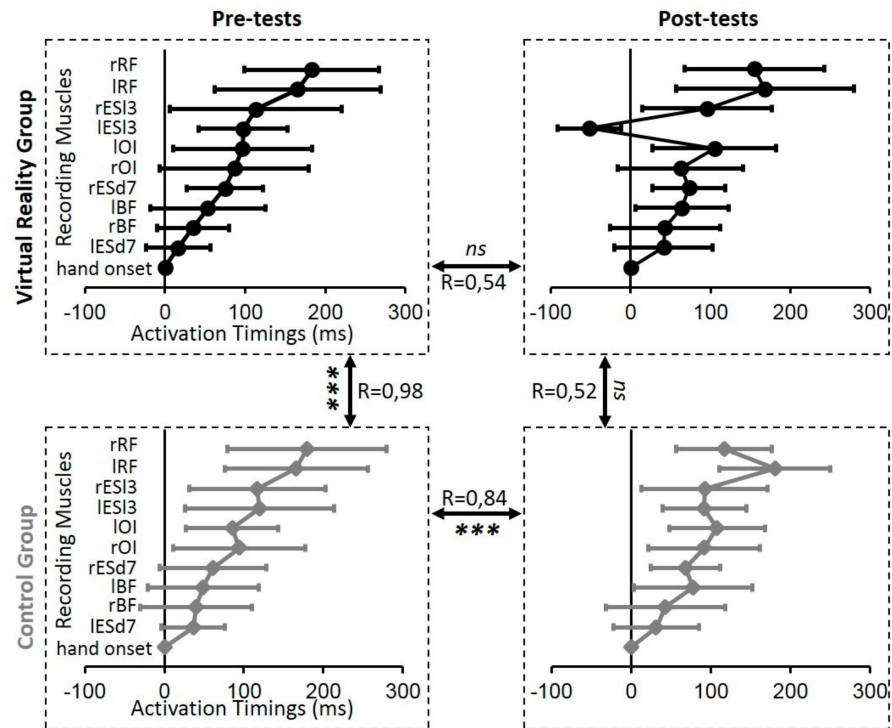 Pre-tests
Post-tests
Virtual Reality Group
Recording Muscles
rRF
lRF
rESl3
lESl3
lOI
rOI
rESd7
lBF
rBF
lESd7
hand onset
-100 0 100 200 300
Activation Timings (ms)
-100 0 100 200 300
ns
R=0,54
***
R=0,98
R=0,52
ns
Control Group
Recording Muscles
rRF
lRF
rESl3
lESl3
lOI
rOI
rESd7
lBF
rBF
lESd7
hand onset
-100 0 100 200 300
Activation Timings (ms)
R=0,84
***
-100 0 100 200 300